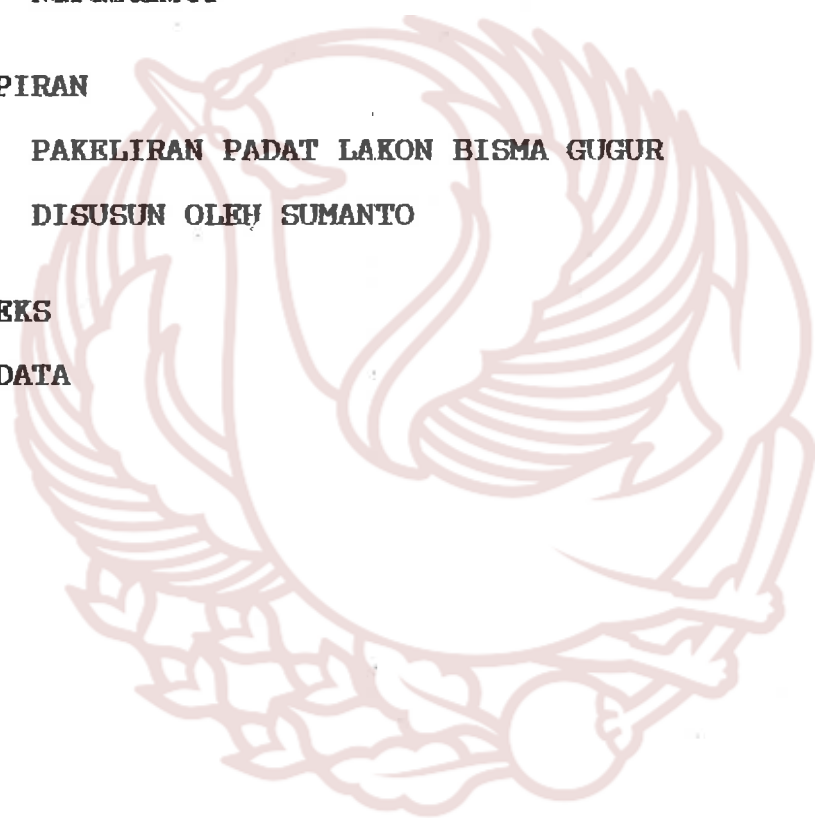 PIRAN
PAKELIRAN PADAT LAKON BISMA GUGUR
DISUSUN OLEH SUMANTO
EKS
DATA